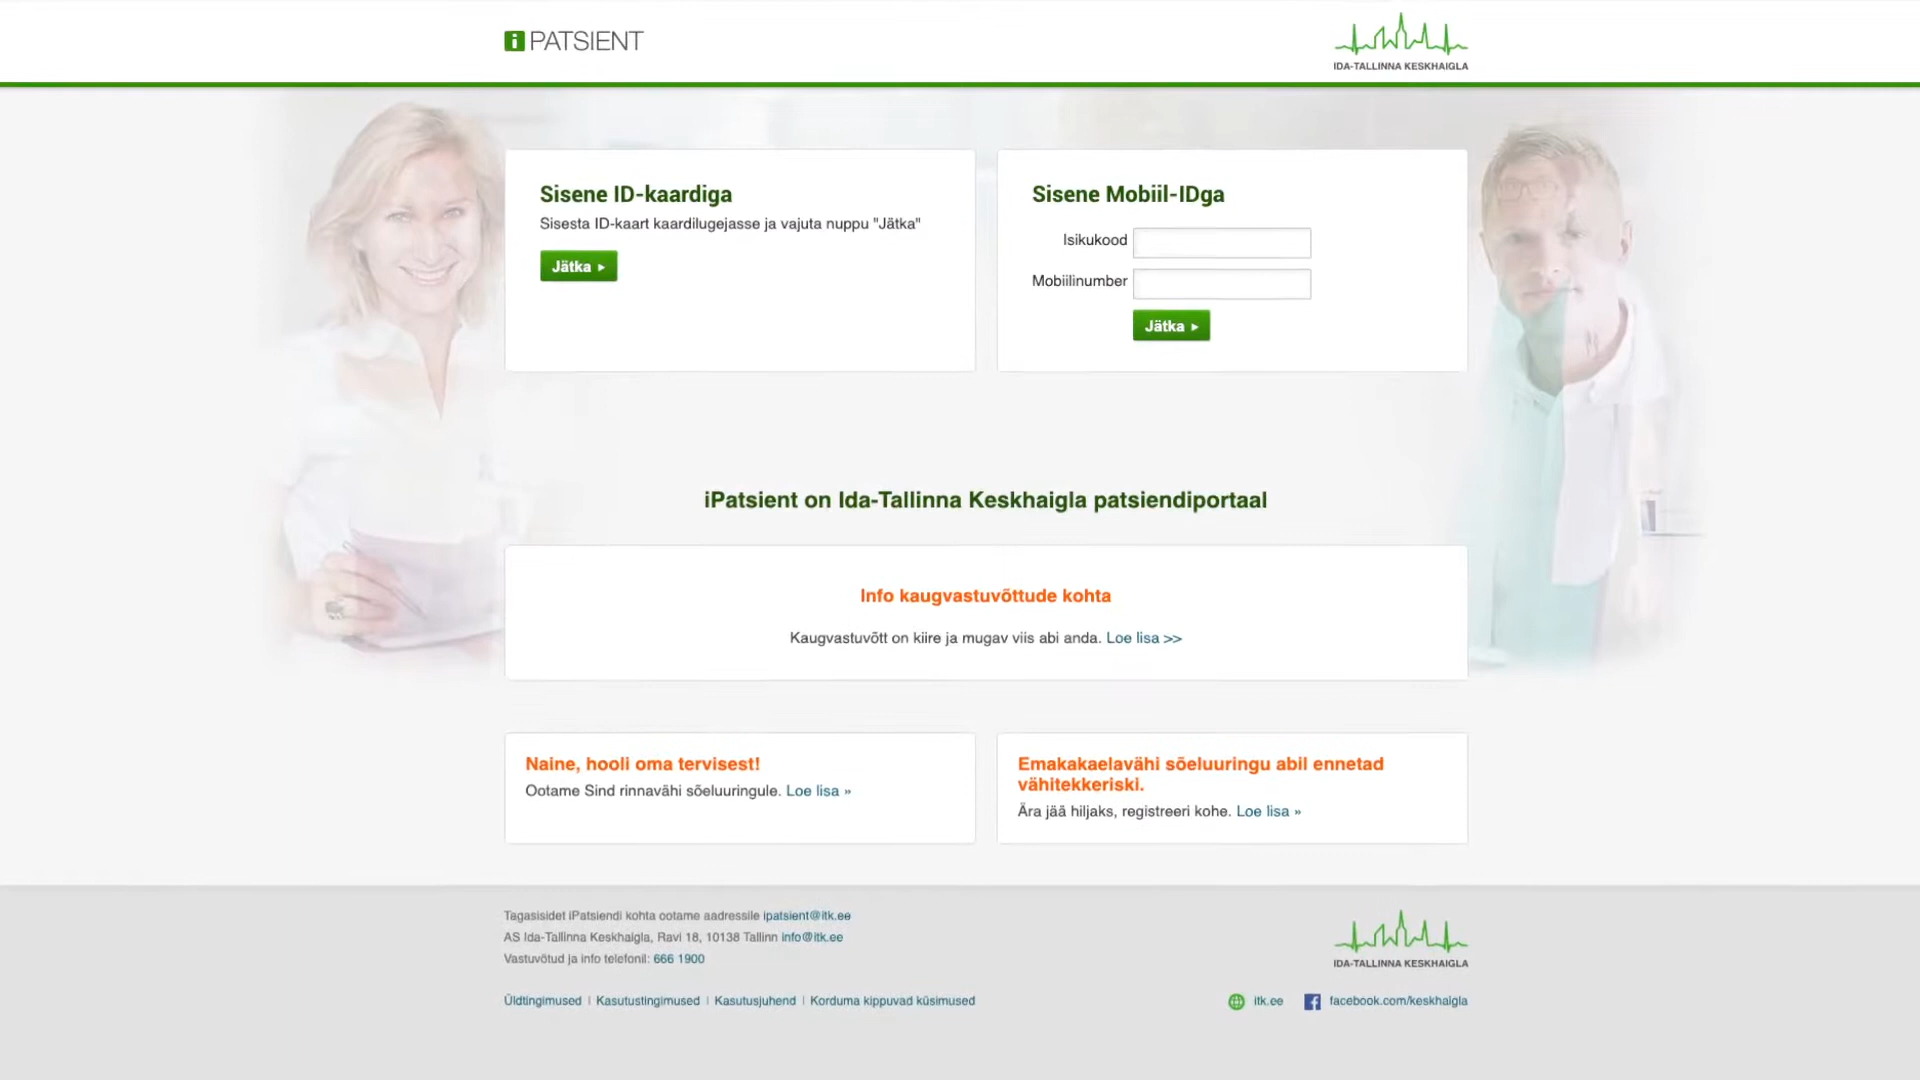 i PATSIENT
IDA-TALLINNA KESKHAIGLA
Sisene ID-kaardiga
Sisesta ID-kaart kaardilugejasse ja vajuta nuppu "Jätka"
Jätka ▸
Sisene Mobiil-IDga
Isikukood
Mobiilinumber
Jätka ▸
iPatsient on Ida-Tallinna Keskhaigla patsiendiportaal
Info kaugvastuvõttude kohta
Kaugvastuvõtt on kiire ja mugav viis abi anda. Loe lisa >>
Naine, hooli oma tervisest!
Ootame Sind rinnavähi sõeluuringule. Loe lisa »
Emakakaelavähi sõeluuringu abil ennetad
vähitekkeriski.
Ära jää hiljaks, registreeri kohe. Loe lisa »
Tagasisidet iPatsiendi kohta ootame aadressile ipatsient@itk.ee
AS Ida-Tallinna Keskhaigla, Ravi 18, 10138 Tallinn info@itk.ee
Vastuvõtud ja info telefonil: 666 1900
Üldtingimused | Kasutustingimused | Kasutusjuhend | Korduma kippuvad küsimused
IDA-TALLINNA KESKHAIGLA
itk.ee
facebook.com/keskhaigla